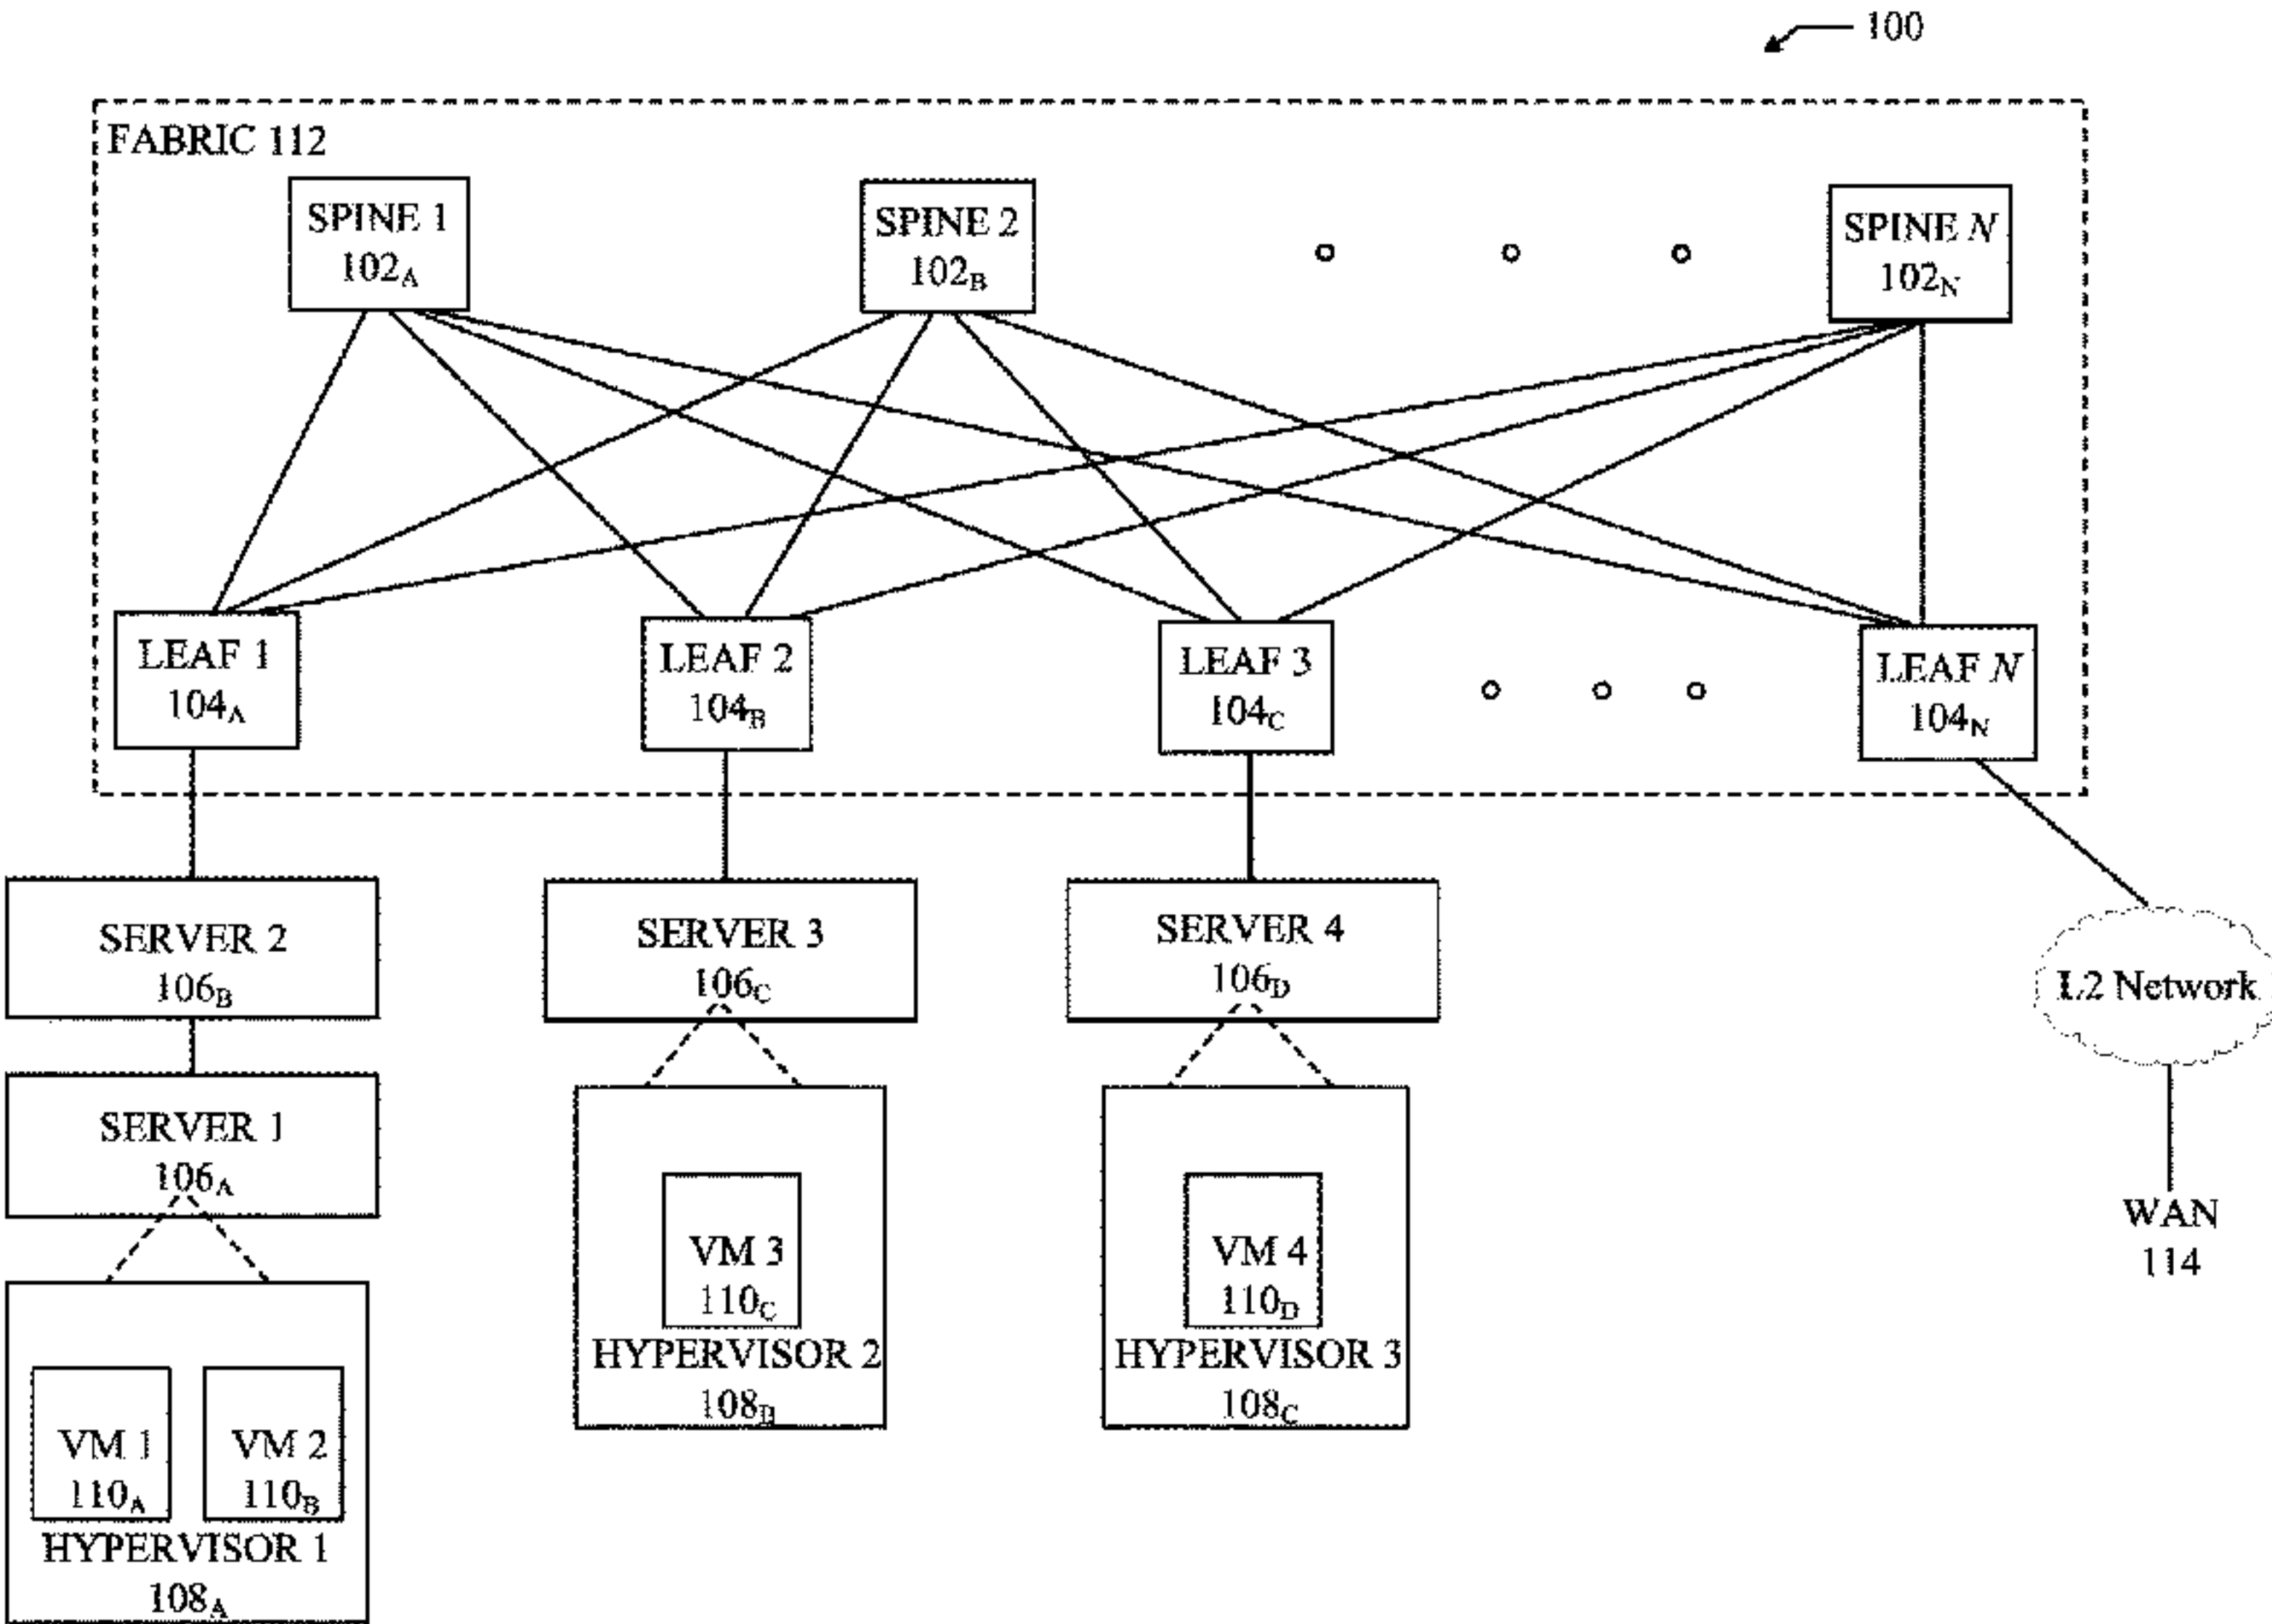 100
FABRIC 112
SPINE 1
102A
SPINE 2
102B
SPINE N
102N
LEAF 1
104A
LEAF 2
104B
LEAF 3
104C
LEAF N
104N
SERVER 2
106B
SERVER 3
106C
SERVER 4
106D
L2 Network
SERVER 1
106A
WAN
114
VM 3
110C
HYPERVISOR 2
108B
VM 4
110D
HYPERVISOR 3
108C
VM 1
110A
VM 2
110B
HYPERVISOR 1
108A